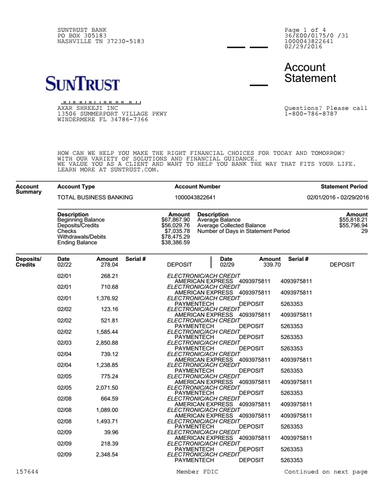 SUNTRUST BANK Page 1 of 4
PO BOX 305183 36/E00/0175/0 /31
NASHVILLE TN 37230-5183 1000043822641
02/29/2016
Account
Statement
SUNTRUST
AXAR SHREEJI INC Questions? Please call
13506 SUMMERPORT VILLAGE PKWY 1-800-786-8787
WINDERMERE FL 34786-7366
HOW CAN WE HELP YOU MAKE THE RIGHT FINANCIAL CHOICES FOR TODAY AND TOMORROW?
WITH OUR VARIETY OF SOLUTIONS AND FINANCIAL GUIDANCE.
WE VALUE YOU AS A CLIENT AND WANT TO HELP YOU BANK THE WAY THAT FITS YOUR LIFE.
LEARN MORE AT SUNTRUST.COM.
Account Summary Account Type Account Number Statement Period
TOTAL BUSINESS BANKING 1000043822641 02/01/2016 - 02/29/2016
Description Amount Description Amount
Beginning Balance $67,867.90 Average Balance $55,818.21
Deposits/Credits $56,029.76 Average Collected Balance $55,796.94
Checks $7,035.78 Number of Days in Statement Period 29
Withdrawals/Debits $78,475.29
Ending Balance $38,386.59
Deposits/ Credits Date Amount Serial # Date Amount Serial #
02/22 278.04 DEPOSIT 02/29 339.70 DEPOSIT
02/01 268.21 ELECTRONIC/ACH CREDIT
AMERICAN EXPRESS 4093975811 4093975811
02/01 710.68 ELECTRONIC/ACH CREDIT
AMERICAN EXPRESS 4093975811 4093975811
02/01 1,376.92 ELECTRONIC/ACH CREDIT
PAYMENTECH DEPOSIT 5263353
02/02 123.16 ELECTRONIC/ACH CREDIT
AMERICAN EXPRESS 4093975811 4093975811
02/02 521.81 ELECTRONIC/ACH CREDIT
PAYMENTECH DEPOSIT 5263353
02/02 1,585.44 ELECTRONIC/ACH CREDIT
PAYMENTECH DEPOSIT 5263353
02/03 2,850.88 ELECTRONIC/ACH CREDIT
PAYMENTECH DEPOSIT 5263353
02/04 739.12 ELECTRONIC/ACH CREDIT
AMERICAN EXPRESS 4093975811 4093975811
02/04 1,238.85 ELECTRONIC/ACH CREDIT
PAYMENTECH DEPOSIT 5263353
02/05 775.24 ELECTRONIC/ACH CREDIT
AMERICAN EXPRESS 4093975811 4093975811
02/05 2,071.50 ELECTRONIC/ACH CREDIT
PAYMENTECH DEPOSIT 5263353
02/08 664.59 ELECTRONIC/ACH CREDIT
AMERICAN EXPRESS 4093975811 4093975811
02/08 1,089.00 ELECTRONIC/ACH CREDIT
AMERICAN EXPRESS 4093975811 4093975811
02/08 1,493.71 ELECTRONIC/ACH CREDIT
PAYMENTECH DEPOSIT 5263353
02/09 39.96 ELECTRONIC/ACH CREDIT
AMERICAN EXPRESS 4093975811 4093975811
02/09 218.39 ELECTRONIC/ACH CREDIT
PAYMENTECH DEPOSIT 5263353
02/09 2,348.54 ELECTRONIC/ACH CREDIT
PAYMENTECH DEPOSIT 5263353
157644 Member FDIC Continued on next page